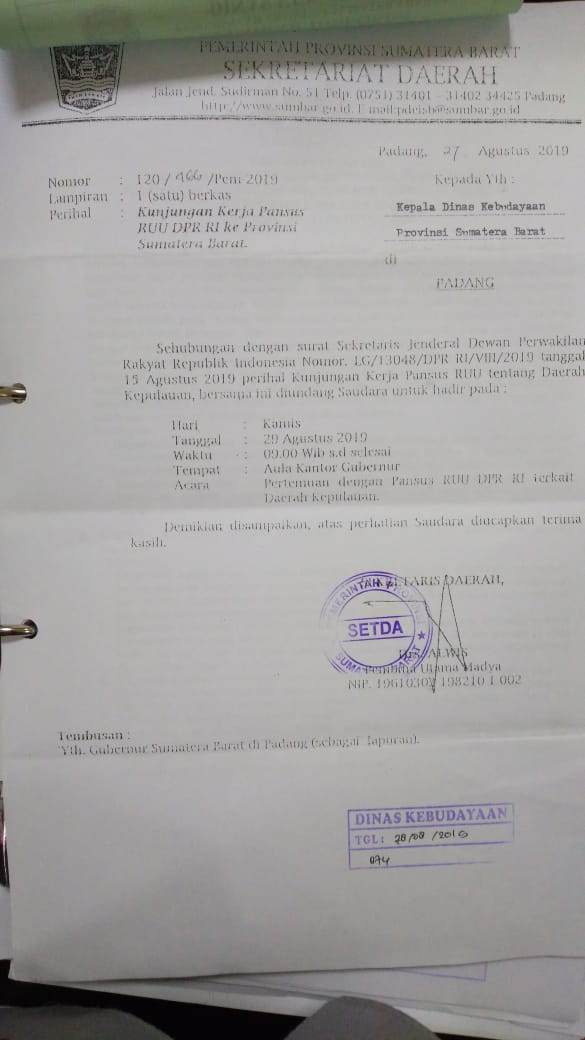 PEMERINTAH PROVINSI SUMATERA BARAT
SEKRETARIAT DAERAH
Jalan Jend. Sudirman No. 51 Telp. (0751) 31401 - 31402 34425 Padang
http://www.sumbar.go.id. E-mail:pdeisb@sumbar.go.id
Padang, 27 Agustus 2019
Nomor : 120 / 466 /Pem-2019
Lampiran : 1 (satu) berkas
Perihal : Kunjungan Kerja Pansus
RUU DPR RI ke Provinsi
Sumatera Barat.
Kepada Yth :
Kepala Dinas Kebudayaan
Provinsi Sumatera Barat
di
PADANG
Sehubungan dengan surat Sekretaris Jenderal Dewan Perwakilan
Rakyat Republik Indonesia Nomor. LG/13048/DPR RI/VIII/2019 tanggal
15 Agustus 2019 perihal Kunjungan Kerja Pansus RUU tentang Daerah
Kepulauan, bersama ini diundang Saudara untuk hadir pada :
Hari : Kamis
Tanggal : 29 Agustus 2019
Waktu : 09.00 Wib s.d selesai
Tempat : Aula Kantor Gubernur
Acara : Pertemuan dengan Pansus RUU DPR RI terkait
Daerah Kepulauan.
Demikian disampaikan, atas perhatian Saudara diucapkan terima
kasih.
SEKRETARIS DAERAH,
PEMERINTAH PROVINSI
SETDA
SUMATERA BARAT
Drs. ALWIS
Pembina Utama Madya
NIP. 198210 1 002
Tembusan :
Yth. Gubernur Sumatera Barat di Padang (sebagai laporan).
DINAS KEBUDAYAAN
TGL : 28/08 /2019